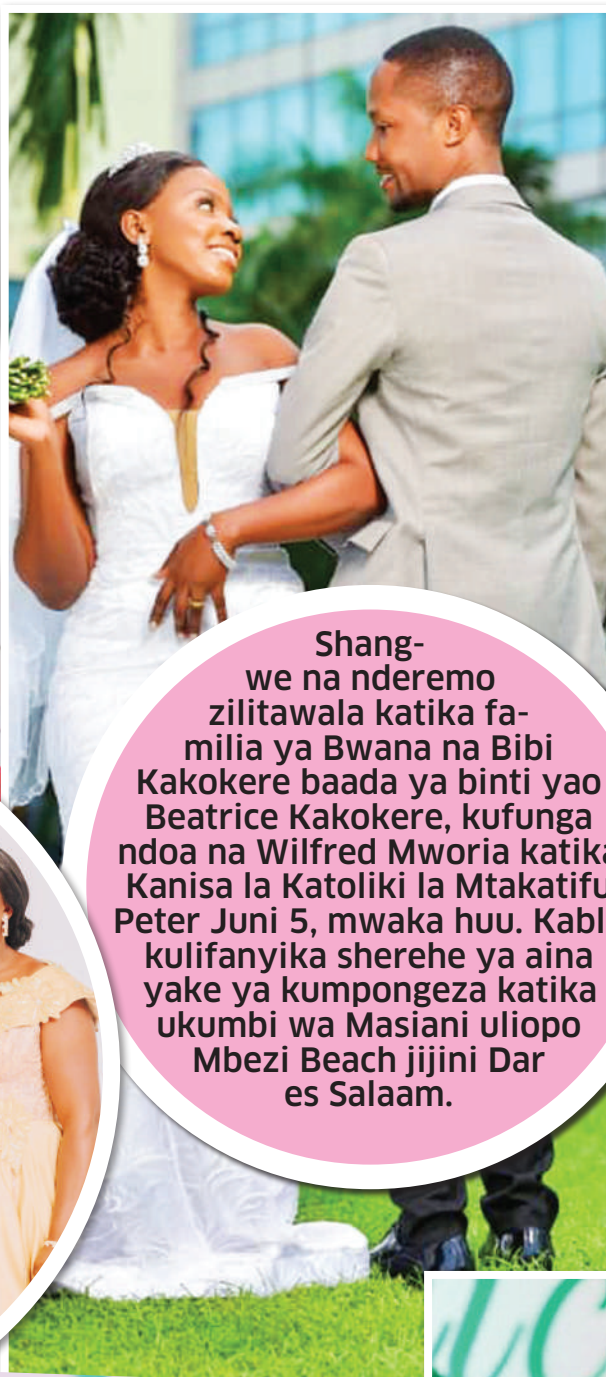 Shang-
we na nderemo
zilitawala katika fa-
milia ya Bwana na Bibi
Kakokere baada ya binti yao
Beatrice Kakokere, kufunga
ndoa na Wilfred Mworia katika
Kanisa la Katoliki la Mtakatifu
Peter Juni 5, mwaka huu.
kulifanyika sherehe ya aina
yake ya kumpongeza katika
ukumbi wa Masiani uliopo
Mbezi Beach jijini Dar
es Salaam.